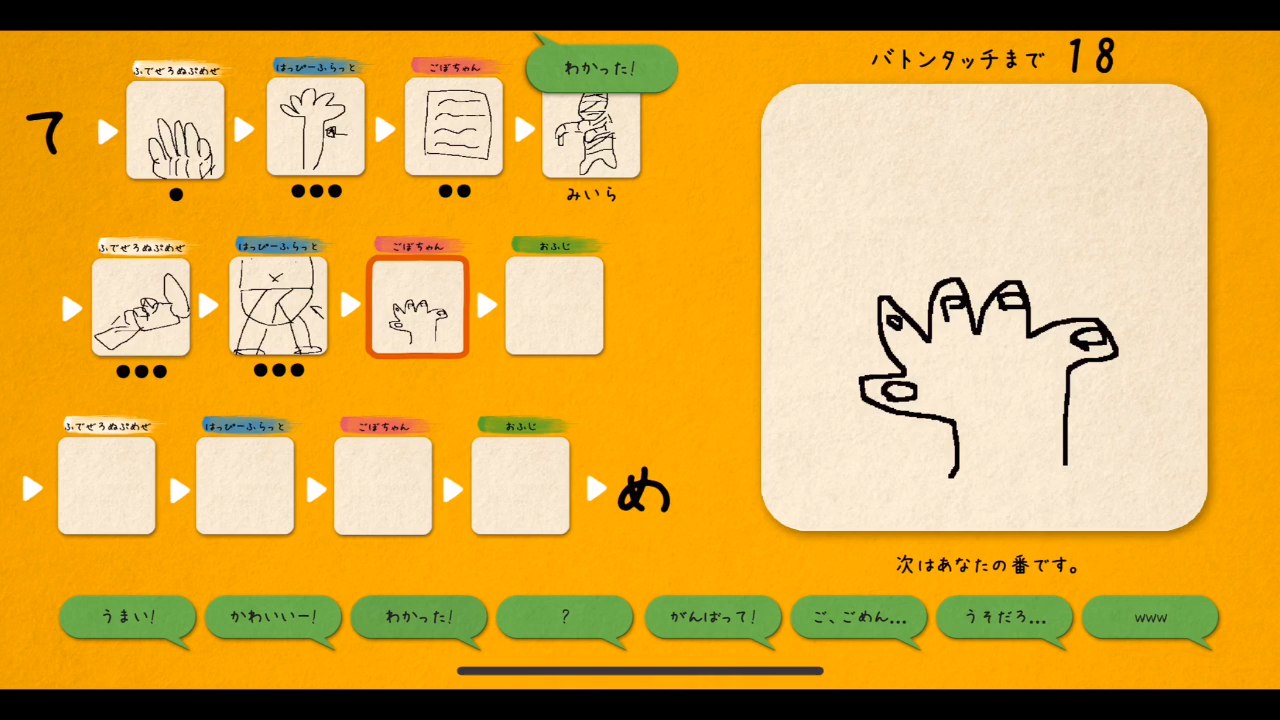 わかった!
バトンタッチまで 18
ふでぜろぬぷめぜ
はっぴーふらっと
ごぼちゃん
て
みいら
ふでぜろぬぷめぜ
はっぴーふらっと
ごぼちゃん
おふじ
ふでぜろぬぷめぜ
はっぴーふらっと
ごぼちゃん
おふじ
め
次はあなたの番です。
うまい!
かわいいー!
わかった!
?
がんばって!
ご、ごめん...
うそだろ...
www